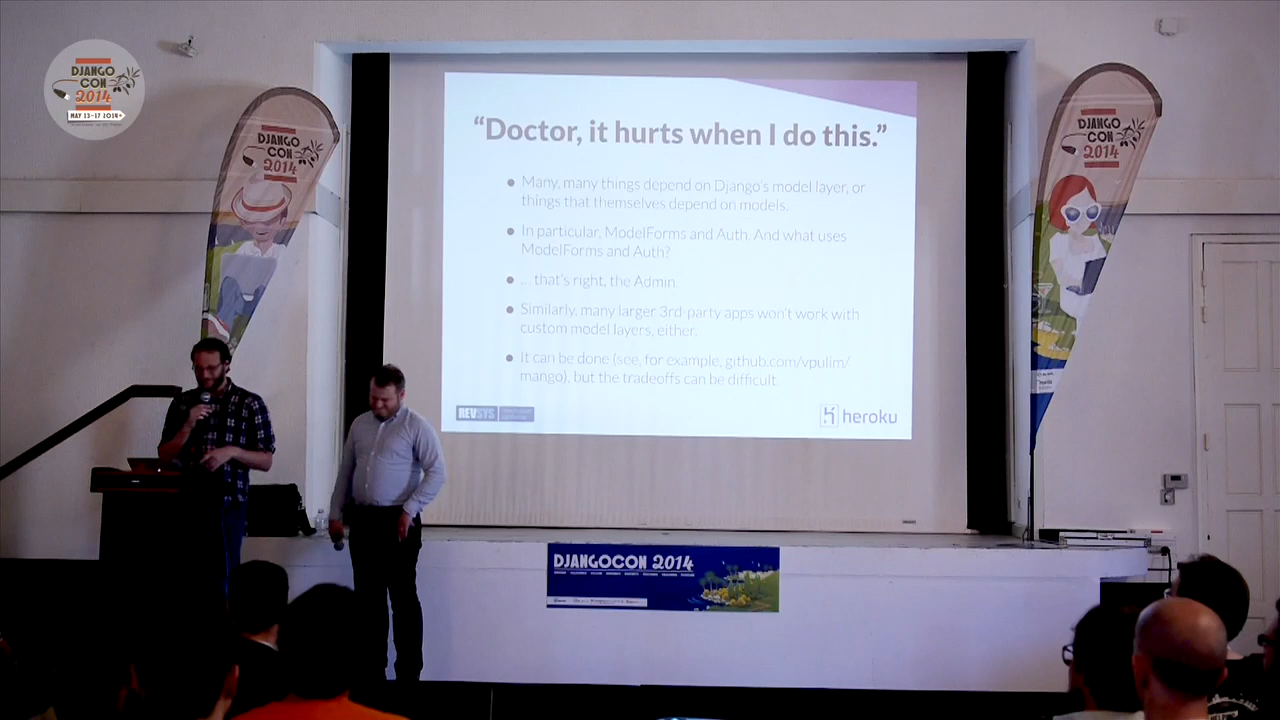 DJANGO
CON
2014
MAY 13-17 2014
DJANGO
CON
2014
"Doctor, it hurts when I do this."
Many, many things depend on Django's model layer, or
things that themselves depend on models.
In particular, ModelForms and Auth. And what uses
ModelForms and Auth?
... that's right, the Admin.
Similarly, many larger 3rd-party apps won't work with
custom model layers, either.
It can be done (see, for example, github.com/vpulim/
mango), but the tradeoffs can be difficult.
REVSYS
heroku
DJANGO
CON
2014
DJANGOCON 2014